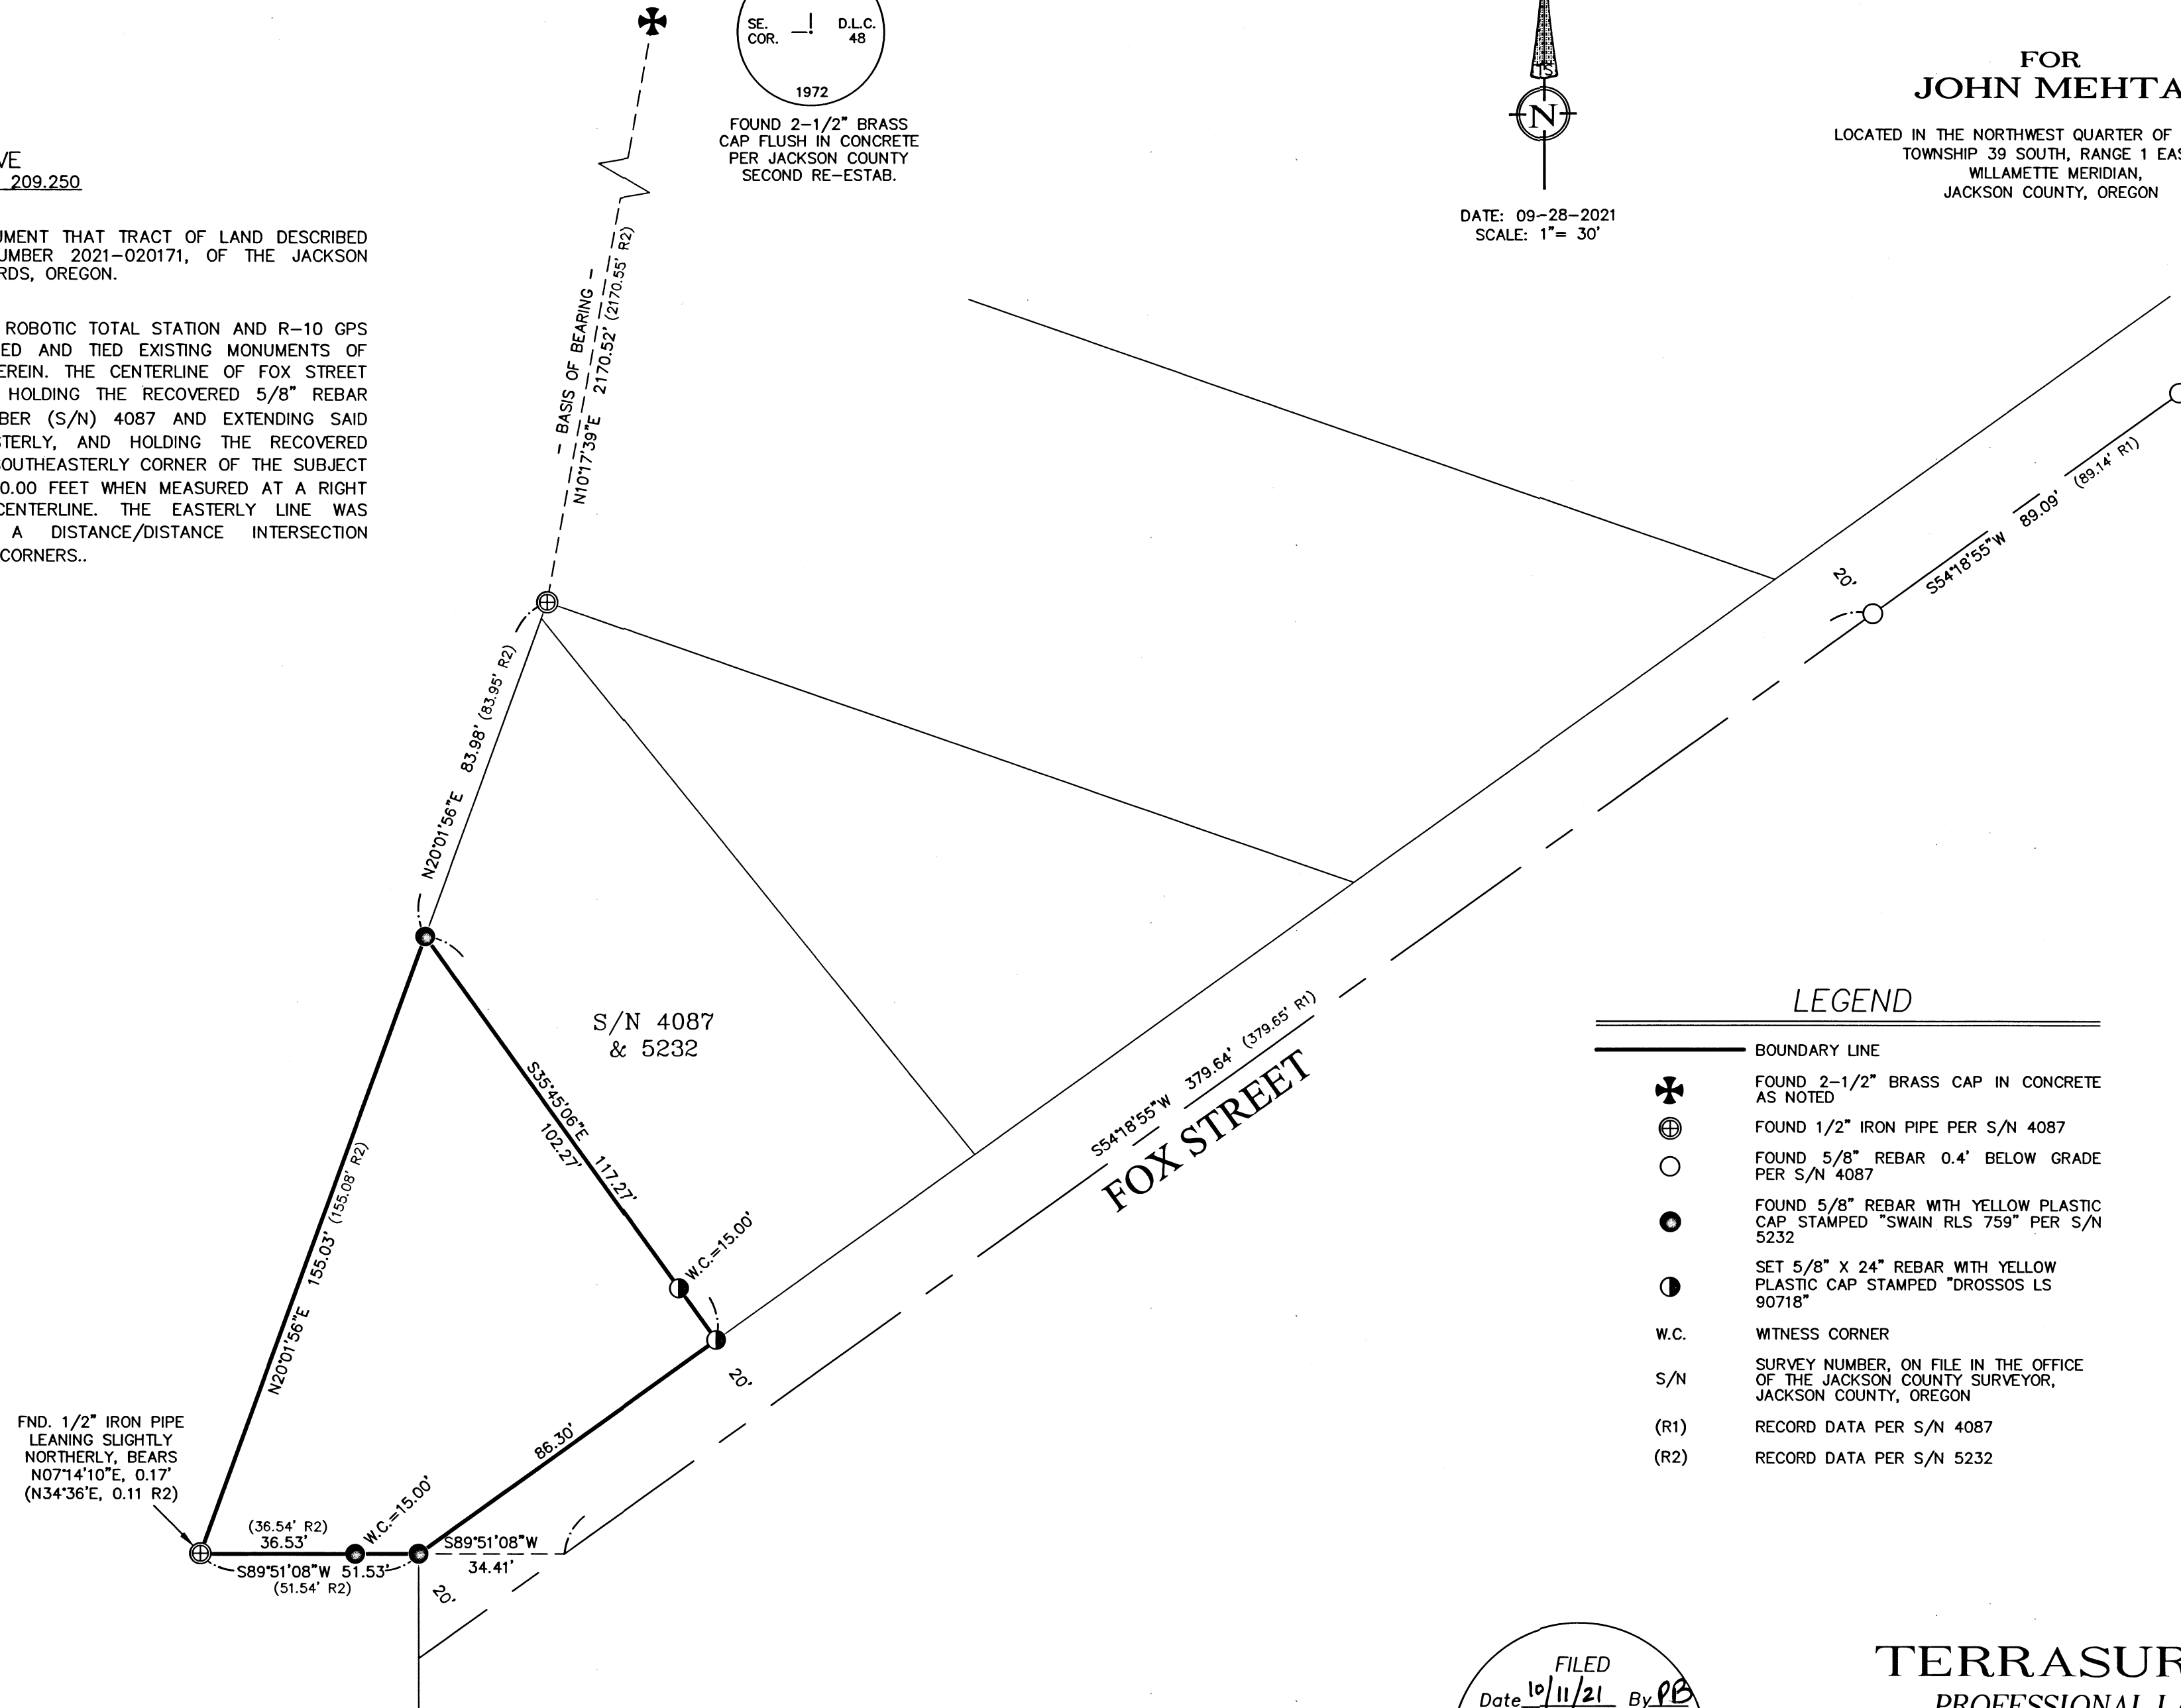 SE. D.L.C.
COR. 48
1972
FOUND 2-1/2" BRASS
CAP FLUSH IN CONCRETE
PER JACKSON COUNTY
SECOND RE-ESTAB.
TS
N
DATE: 09-28-2021
SCALE: 1"= 30'
FOR
JOHN MEHTA
LOCATED IN THE NORTHWEST QUARTER OF
TOWNSHIP 39 SOUTH, RANGE 1 EAS
WILLAMETTE MERIDIAN,
JACKSON COUNTY, OREGON
VE
209.250
UMENT THAT TRACT OF LAND DESCRIBED
UMBER 2021-020171, OF THE JACKSON
RDS, OREGON.
ROBOTIC TOTAL STATION AND R-10 GPS
ED AND TIED EXISTING MONUMENTS OF
EREIN. THE CENTERLINE OF FOX STREET
HOLDING THE RECOVERED 5/8" REBAR
BER (S/N) 4087 AND EXTENDING SAID
TERLY, AND HOLDING THE RECOVERED
SOUTHEASTERLY CORNER OF THE SUBJECT
0.00 FEET WHEN MEASURED AT A RIGHT
CENTERLINE. THE EASTERLY LINE WAS
A DISTANCE/DISTANCE INTERSECTION
CORNERS..
- BASIS OF BEARING -
N10°17'39"E 2170.52' (2170.55' R2)
N20°01'56"E 83.98' (83.95' R2)
S54°18'55"W 89.09' (89.14' R1)
20'
S/N 4087
& 5232
S35°45'06"E 117.27'
102.27'
W.C.=15.00'
S54°18'55"W 379.64' (379.65' R1)
FOX STREET
N20°01'56"E 155.03' (155.08' R2)
20'
86.30'
FND. 1/2" IRON PIPE
LEANING SLIGHTLY
NORTHERLY, BEARS
N07°14'10"E, 0.17'
(N34°36'E, 0.11 R2)
(36.54' R2)
36.53'
W.C.=15.00'
S89°51'08"W 51.53'
(51.54' R2)
S89°51'08"W
34.41'
20'
LEGEND
BOUNDARY LINE
FOUND 2-1/2" BRASS CAP IN CONCRETE
AS NOTED
FOUND 1/2" IRON PIPE PER S/N 4087
FOUND 5/8" REBAR 0.4' BELOW GRADE
PER S/N 4087
FOUND 5/8" REBAR WITH YELLOW PLASTIC
CAP STAMPED "SWAIN RLS 759" PER S/N
5232
SET 5/8" X 24" REBAR WITH YELLOW
PLASTIC CAP STAMPED "DROSSOS LS
90718"
W.C. WITNESS CORNER
SURVEY NUMBER, ON FILE IN THE OFFICE
S/N OF THE JACKSON COUNTY SURVEYOR,
JACKSON COUNTY, OREGON
(R1) RECORD DATA PER S/N 4087
(R2) RECORD DATA PER S/N 5232
FILED
Date 10/11/21 By PB
TERRASUR
PROFESSIONAL L